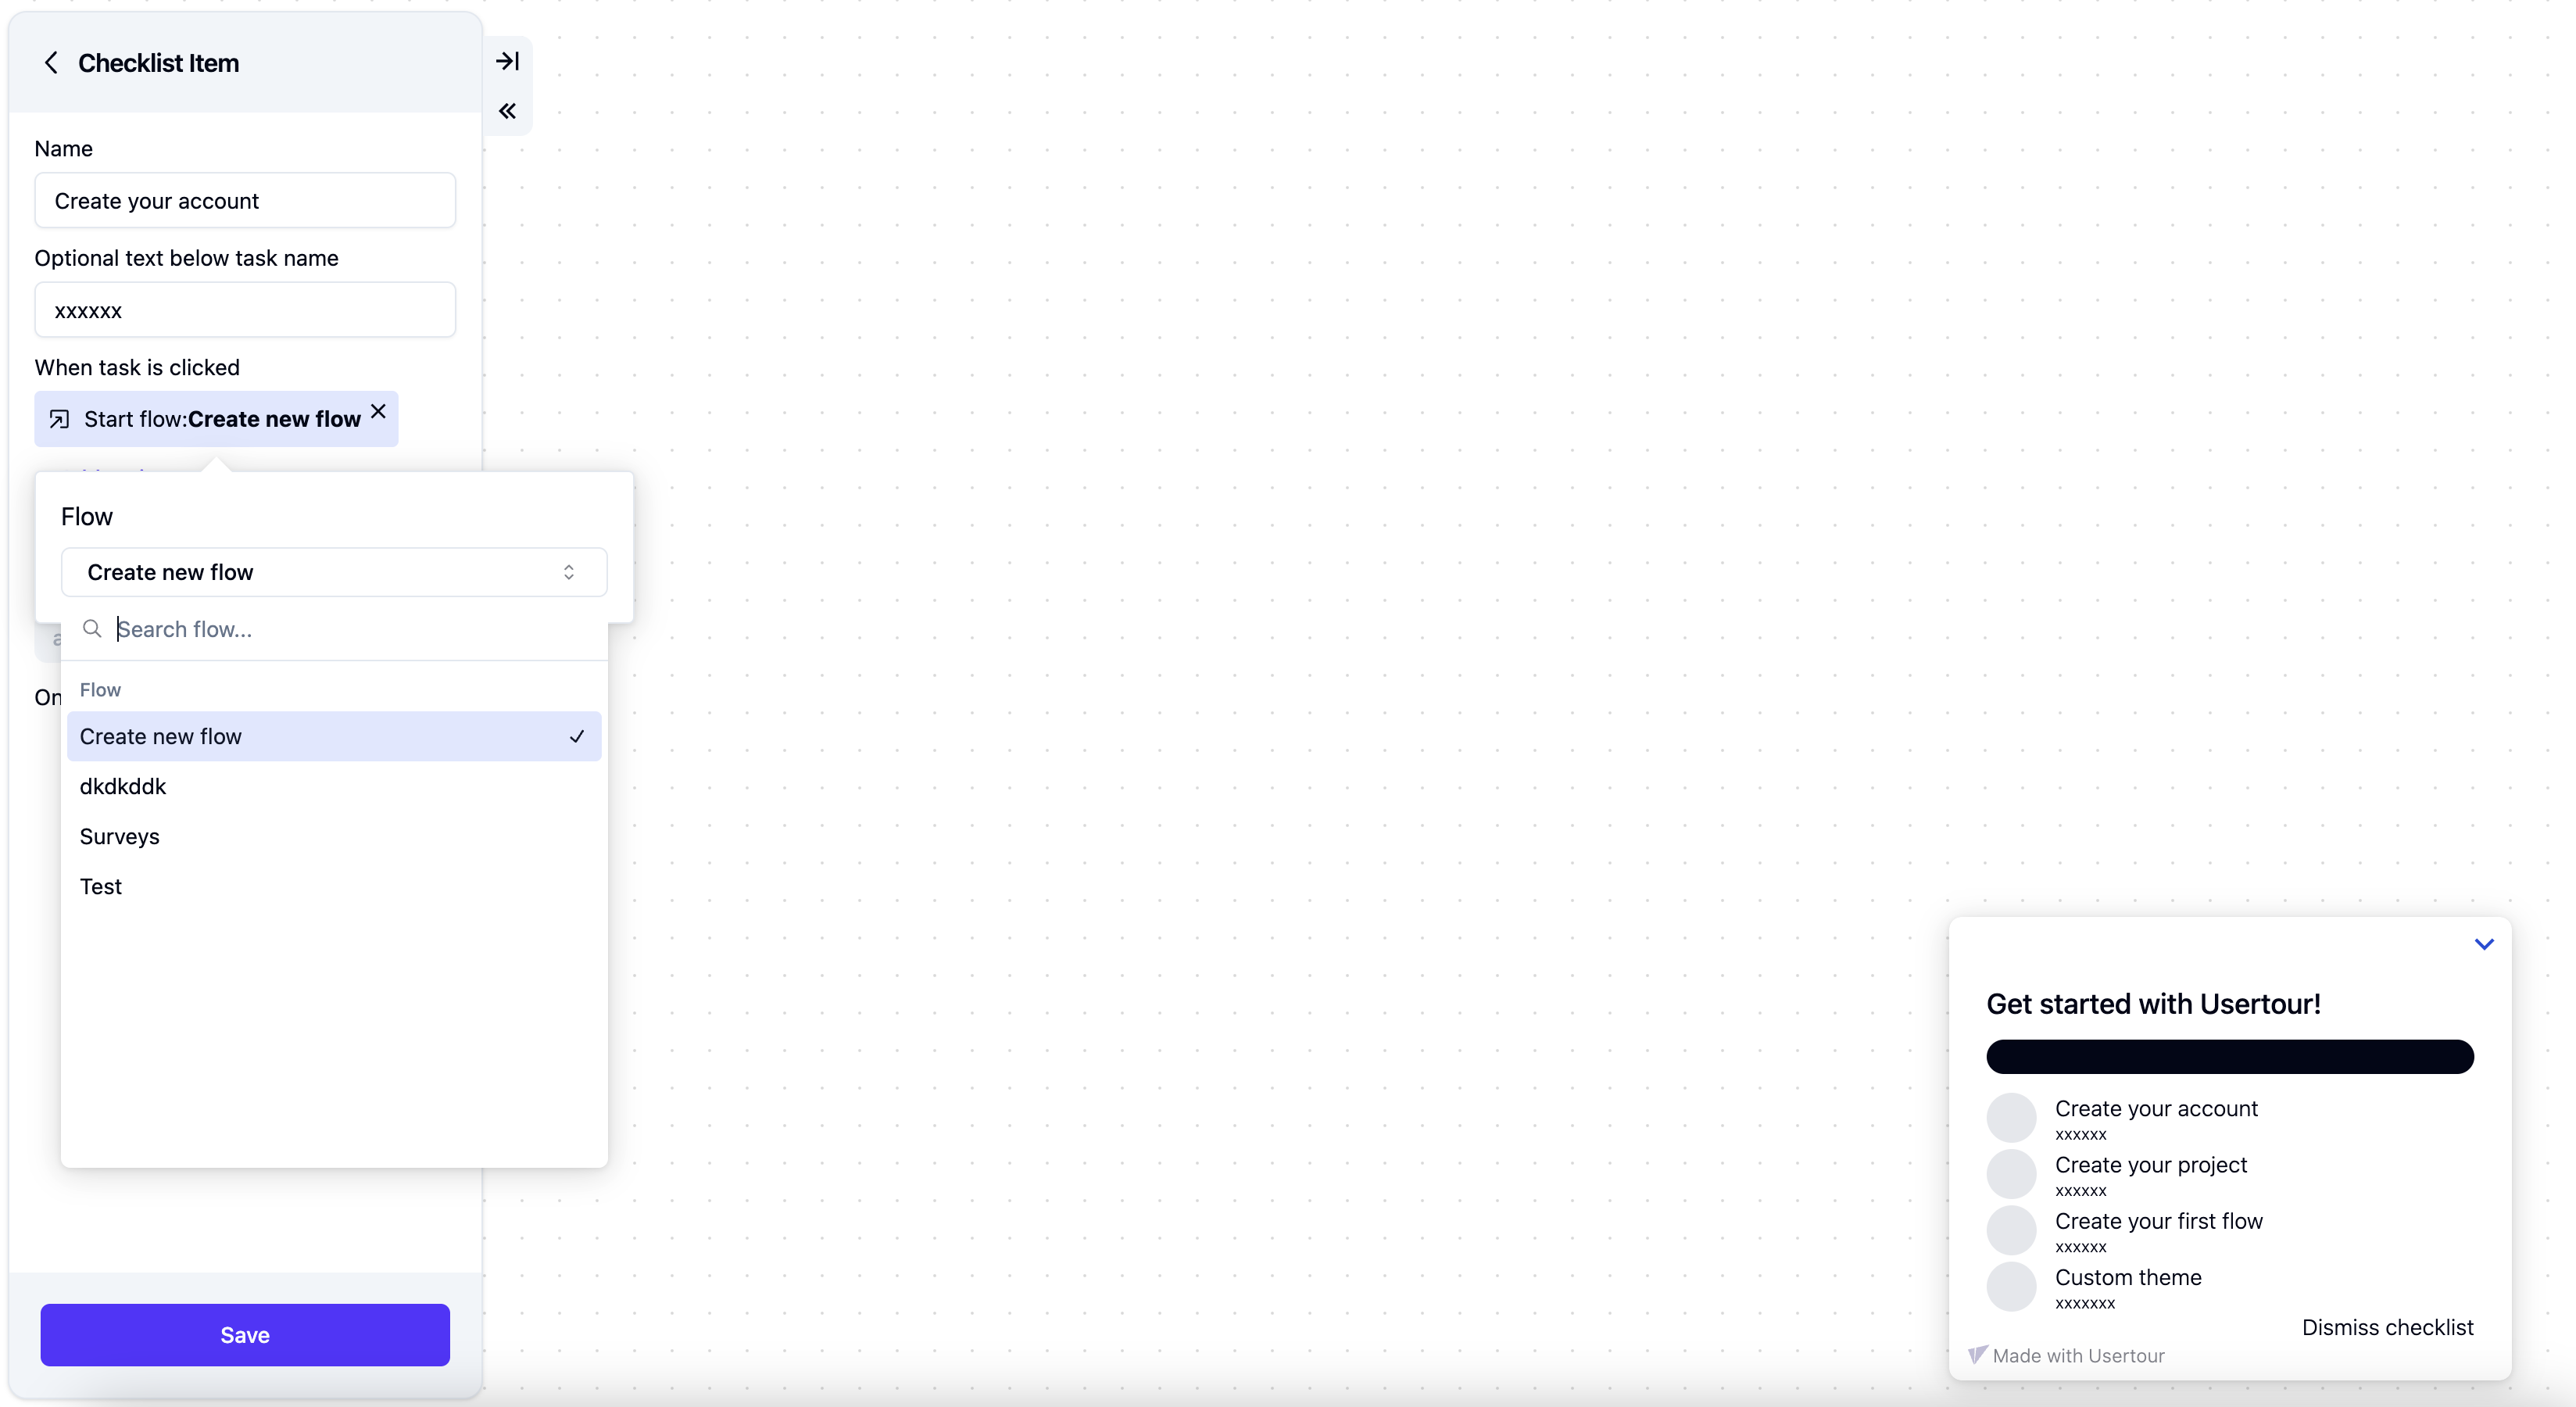 Checklist Item
Name
Create your account
Optional text below task name
xxxxxx
When task is clicked
Start flow:Create new flow
Flow
Create new flow
Search flow...
On
Flow
Create new flow
dkdkddk
Surveys
Test
Save
Get started with Usertour!
Create your account
xxxxxx
Create your project
xxxxxx
Create your first flow
xxxxxx
Custom theme
xxxxxxx
Dismiss checklist
Made with Usertour